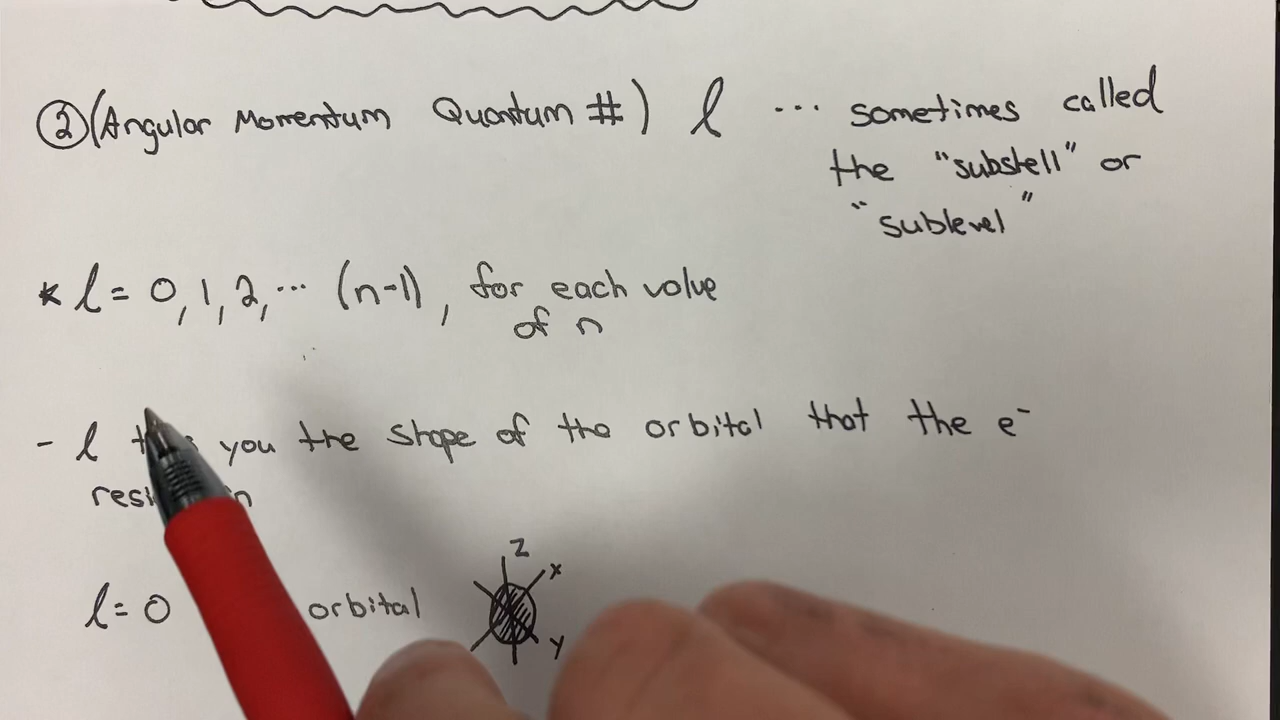 ② (Angular Momentum Quantum #) l ... sometimes called
the "subshell" or
"sublevel"
* l = 0, 1, 2, ... (n-1), for each value
of n
- l you the shape of the orbital that the e⁻
l = 0 orbital
Z
X
Y